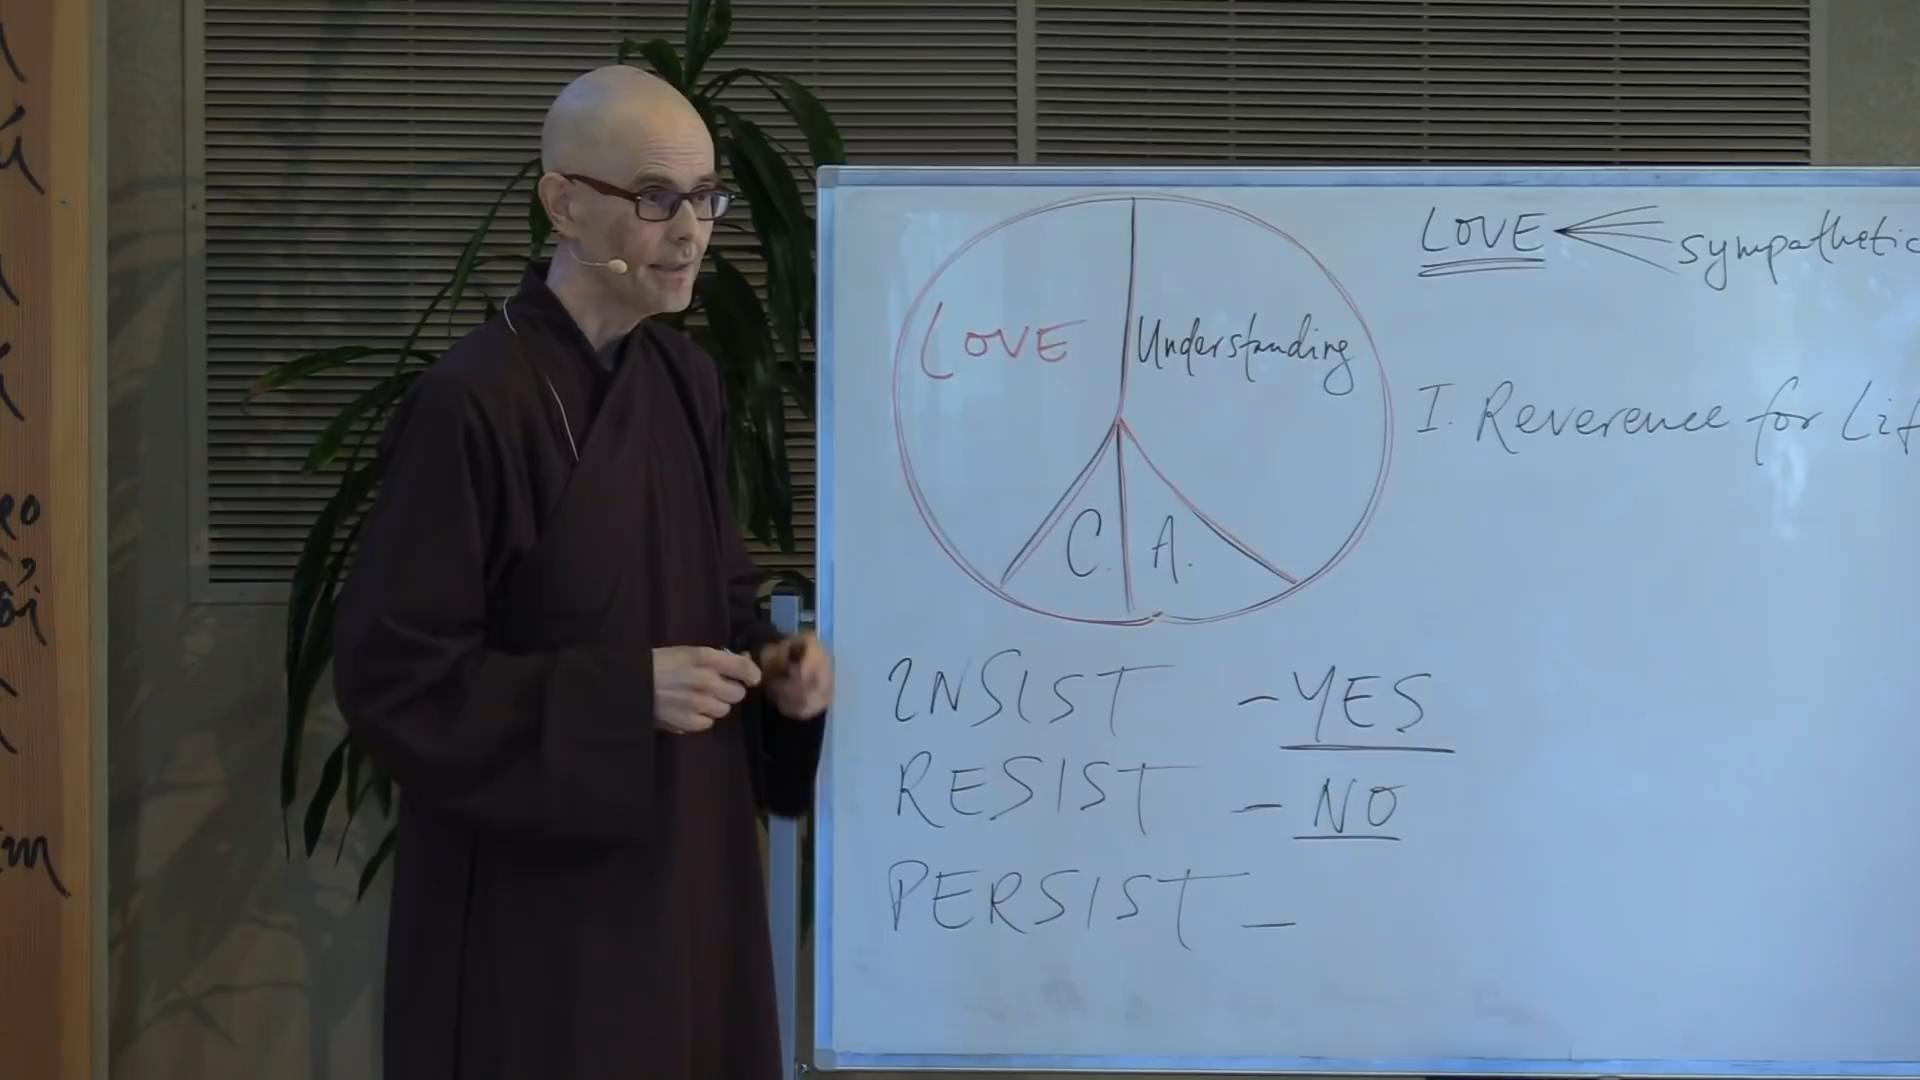 LOVE
sympathetic
LOVE
Understanding
I. Reverence for Lif
C. A.
INSIST - YES
RESIST - NO
PERSIST -